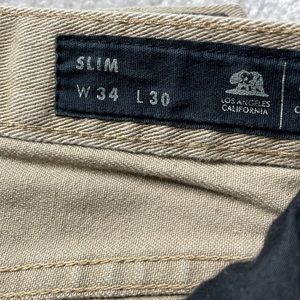 SLIM
W 34 L 30
LOS ANGELES
CALIFORNIA